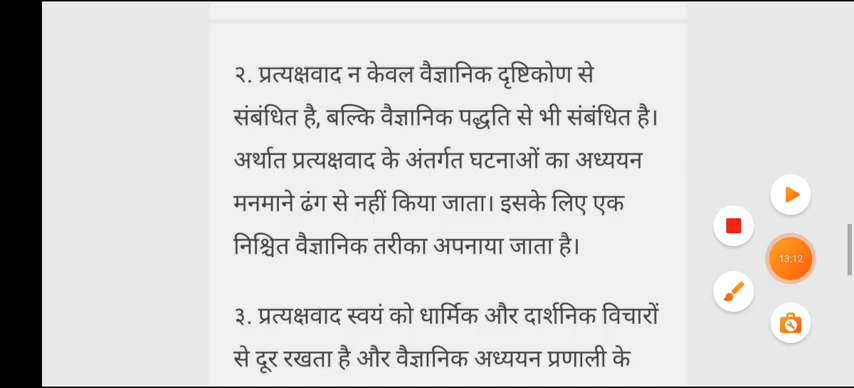 २. प्रत्यक्षवाद न केवल वैज्ञानिक दृष्टिकोण से
संबंधित है, बल्कि वैज्ञानिक पद्धति से भी संबंधित है।
अर्थात प्रत्यक्षवाद के अंतर्गत घटनाओं का अध्ययन
मनमाने ढंग से नहीं किया जाता। इसके लिए एक
निश्चित वैज्ञानिक तरीका अपनाया जाता है।
३. प्रत्यक्षवाद स्वयं को धार्मिक और दार्शनिक विचारों
से दूर रखता है और वैज्ञानिक अध्ययन प्रणाली के
13:12